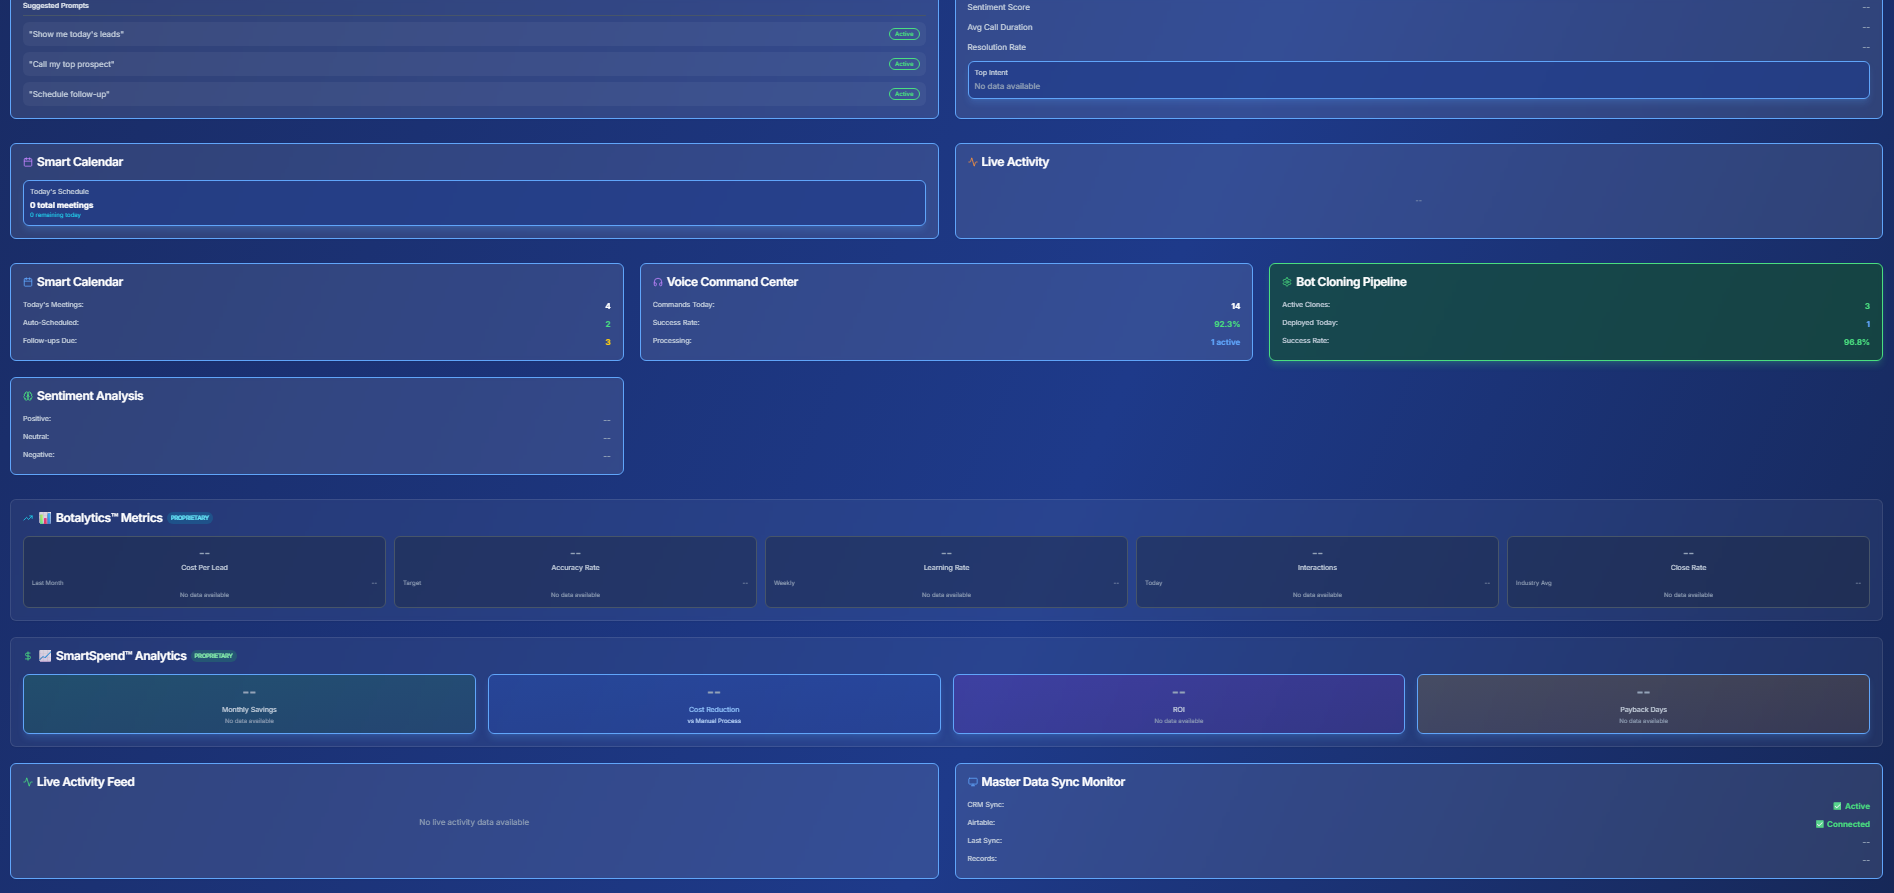 Suggested Prompts
"Show me today's leads" Active
"Call my top prospect" Active
"Schedule follow-up" Active
Sentiment Score --
Avg Call Duration --
Resolution Rate --
Top Intent
No data available
Smart Calendar
Today's Schedule
0 total meetings
0 remaining today
Live Activity
--
Smart Calendar
Today's Meetings: 4
Auto-Scheduled: 2
Follow-ups Due: 3
Voice Command Center
Commands Today: 14
Success Rate: 92.3%
Processing: 1 active
Bot Cloning Pipeline
Active Clones: 3
Deployed Today: 1
Success Rate: 96.8%
Sentiment Analysis
Positive: --
Neutral: --
Negative: --
📊 Botalytics™ Metrics PROPRIETARY
--
Cost Per Lead
Last Month --
No data available
--
Accuracy Rate
Target --
No data available
--
Learning Rate
Weekly --
No data available
--
Interactions
Today --
No data available
--
Close Rate
Industry Avg --
No data available
📈 SmartSpend™ Analytics PROPRIETARY
--
Monthly Savings
No data available
--
Cost Reduction
vs Manual Process
--
ROI
No data available
--
Payback Days
No data available
Live Activity Feed
No live activity data available
Master Data Sync Monitor
CRM Sync: ✅ Active
Airtable: ✅ Connected
Last Sync: --
Records: --